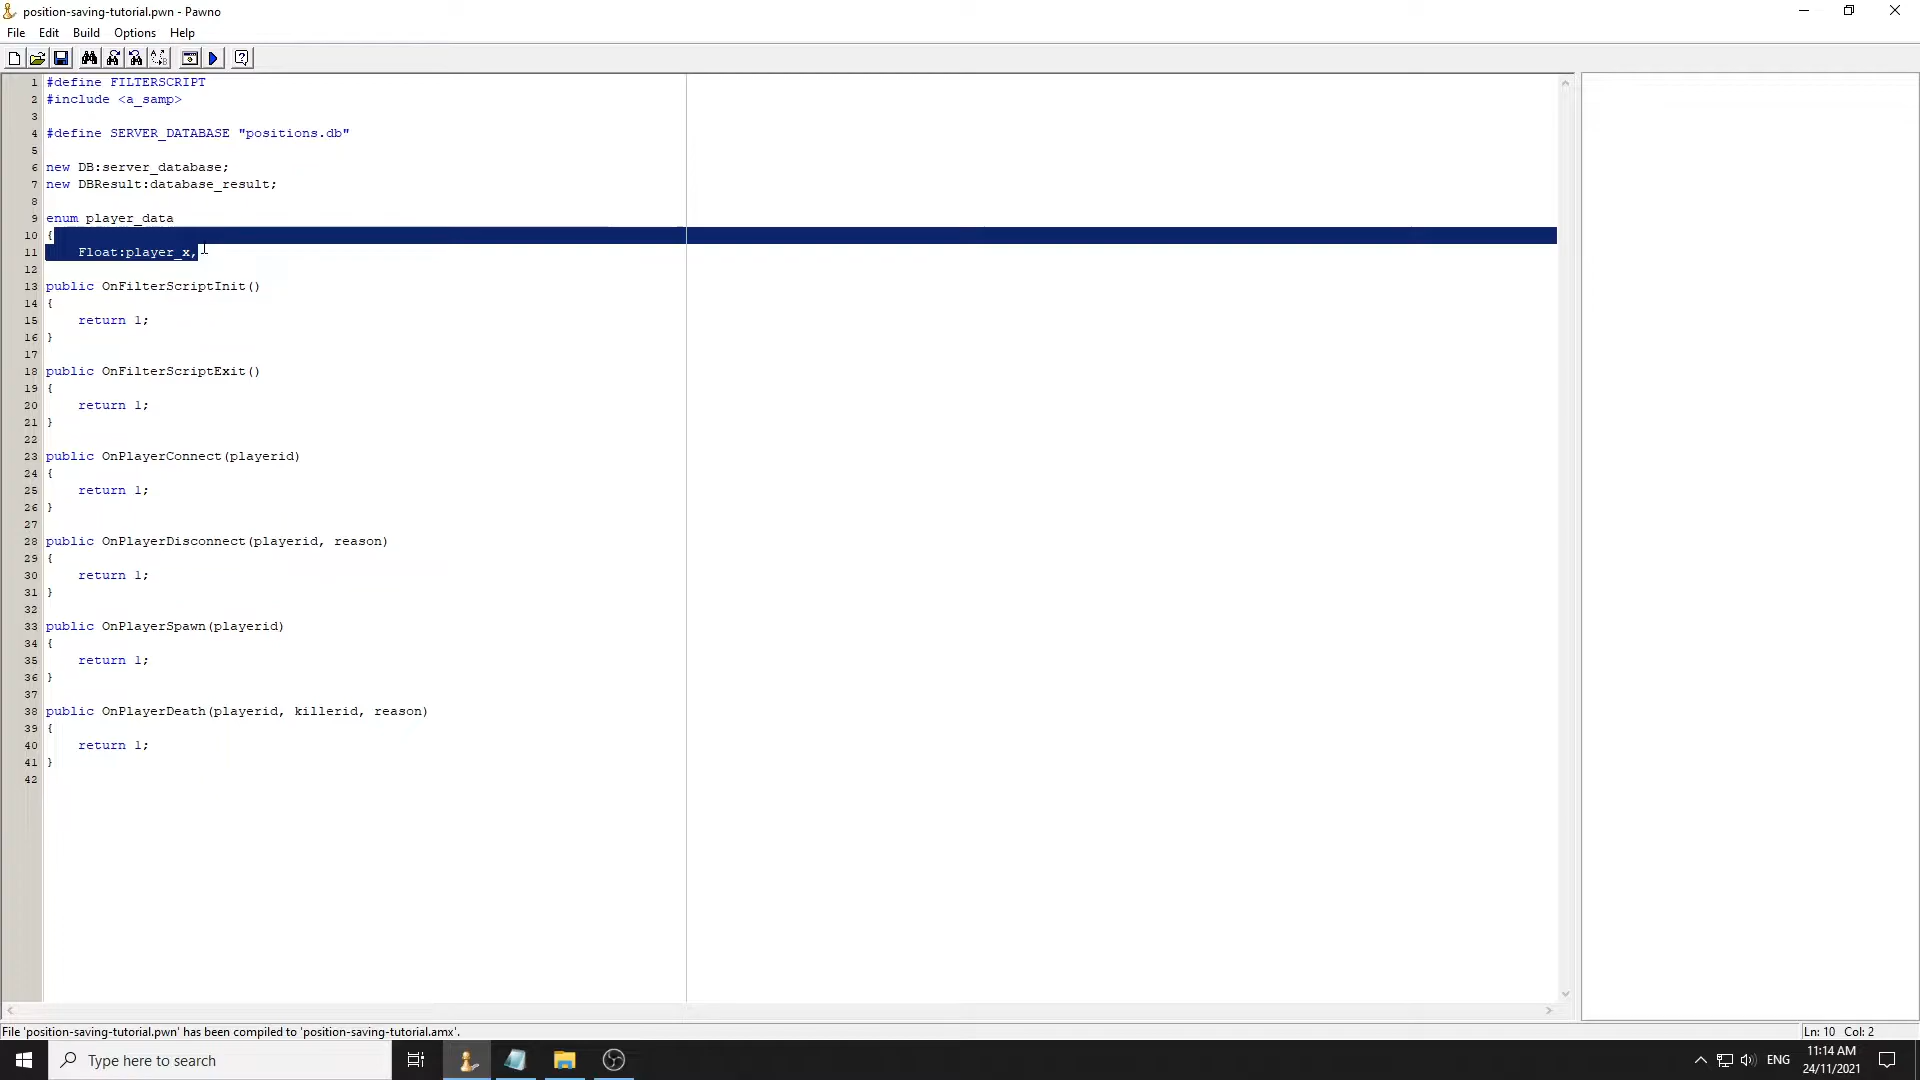 position-saving-tutorial.pwn - Pawno
File Edit Build Options Help
1 #define FILTERSCRIPT
2 #include <a_samp>
3
4 #define SERVER_DATABASE "positions.db"
5
6 new DB:server_database;
7 new DBResult:database_result;
8
9 enum player_data
10 {
11 Float:player_x,
12
13 public OnFilterScriptInit()
14 {
15 return 1;
16 }
17
18 public OnFilterScriptExit()
19 {
20 return 1;
21 }
22
23 public OnPlayerConnect(playerid)
24 {
25 return 1;
26 }
27
28 public OnPlayerDisconnect(playerid, reason)
29 {
30 return 1;
31 }
32
33 public OnPlayerSpawn(playerid)
34 {
35 return 1;
36 }
37
38 public OnPlayerDeath(playerid, killerid, reason)
39 {
40 return 1;
41 }
42
File 'position-saving-tutorial.pwn' has been compiled to 'position-saving-tutorial.amx'.
Ln: 10 Col: 2
Type here to search
ENG
11:14 AM
24/11/2021